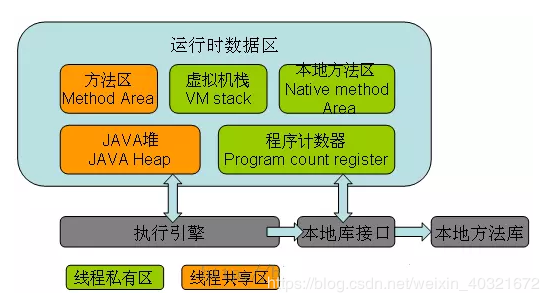 运行时数据区
方法区
Method Area
虚拟机栈
VM stack
本地方法区
Native method
Area
JAVA堆
JAVA Heap
程序计数器
Program count register
执行引擎
本地库接口
本地方法库
线程私有区
线程共享区
https://blog.csdn.net/weixin_40321672